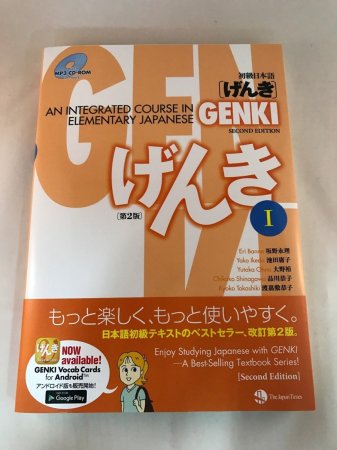 MP3 CD-ROM
初級日本語
[げんき]
AN INTEGRATED COURSE IN
ELEMENTARY JAPANESE
GENKI
SECOND EDITION
GEN
げんき
[第2版]
I
KI
Eri Banno 坂野永理
Yoko Ikeda 池田庸子
Yutaka Ohno 大野裕
Chikako Shinagawa 品川恭子
Kyoko Tokashiki 渡嘉敷恭子
もっと楽しく、もっと使いやすく。
日本語初級テキストのベストセラー、改訂第2版。
NOW
available!
GENKI Vocab Cards
for Android™
アンドロイド版も販売開始!
Google Play
Enjoy Studying Japanese with GENKI
—A Best-Selling Textbook Series!
[Second Edition]
The Japan Times